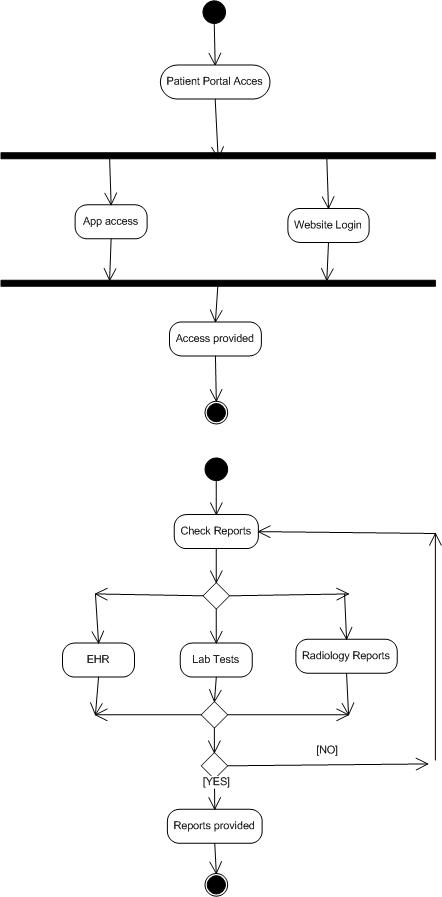 Patient Portal Acces
App access
Website Login
Access provided
Check Reports
EHR
Lab Tests
Radiology Reports
[NO]
[YES]
Reports provided